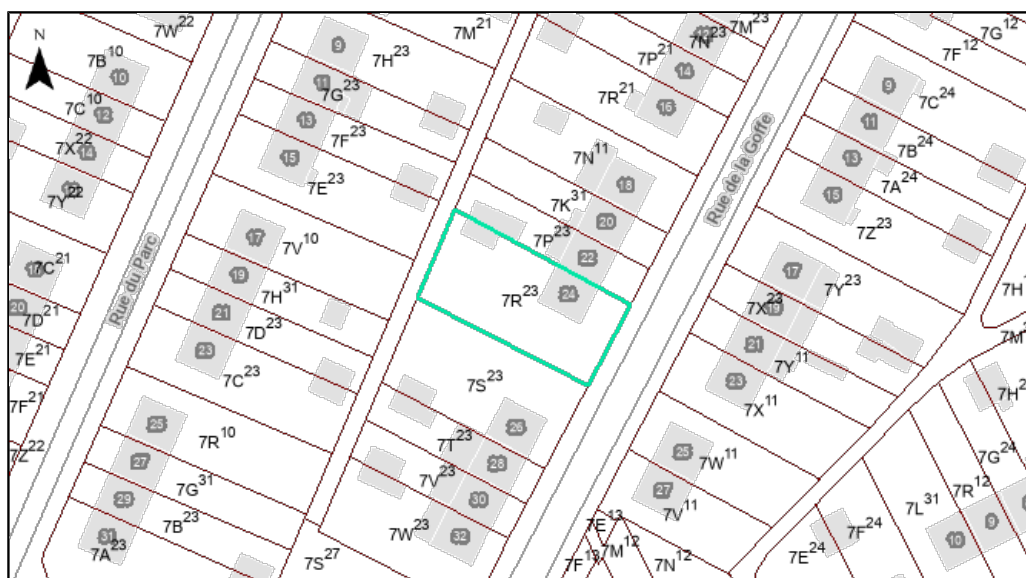 7W22
7M21
7N23
7M23
7G12
N
7B10
10
9
7H23
12
7P21
14
7F12
7C10
12
11
7G23
7R21
16
9
7C24
7X22
14
13
7F23
11
7B24
7Y22
15
7E23
7N11
18
Rue de la Goffe
13
7A24
15
7K31
20
7Z23
17
7V10
7P23
22
7C21
19
7H31
7R23
24
17
7Y23
7H
20
7D21
Rue du Parc
21
7D23
7X23
19
7M
7E21
23
7C23
7S23
21
7Y11
23
7X11
7H2
7F21
25
7R10
26
7T23
25
7W11
7G24
7Z22
27
7G31
7V23
28
27
7V11
7R12
29
7B23
30
7L31
9
31
7A23
7W23
32
7E13
7M12
7F24
10
7S27
7F13
7N12
7E24